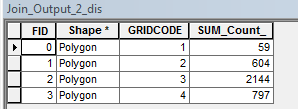 Join_Output_2_dis
FID Shape * GRIDCODE SUM_Count_
0 Polygon 1 59
1 Polygon 2 604
2 Polygon 3 2144
3 Polygon 4 797